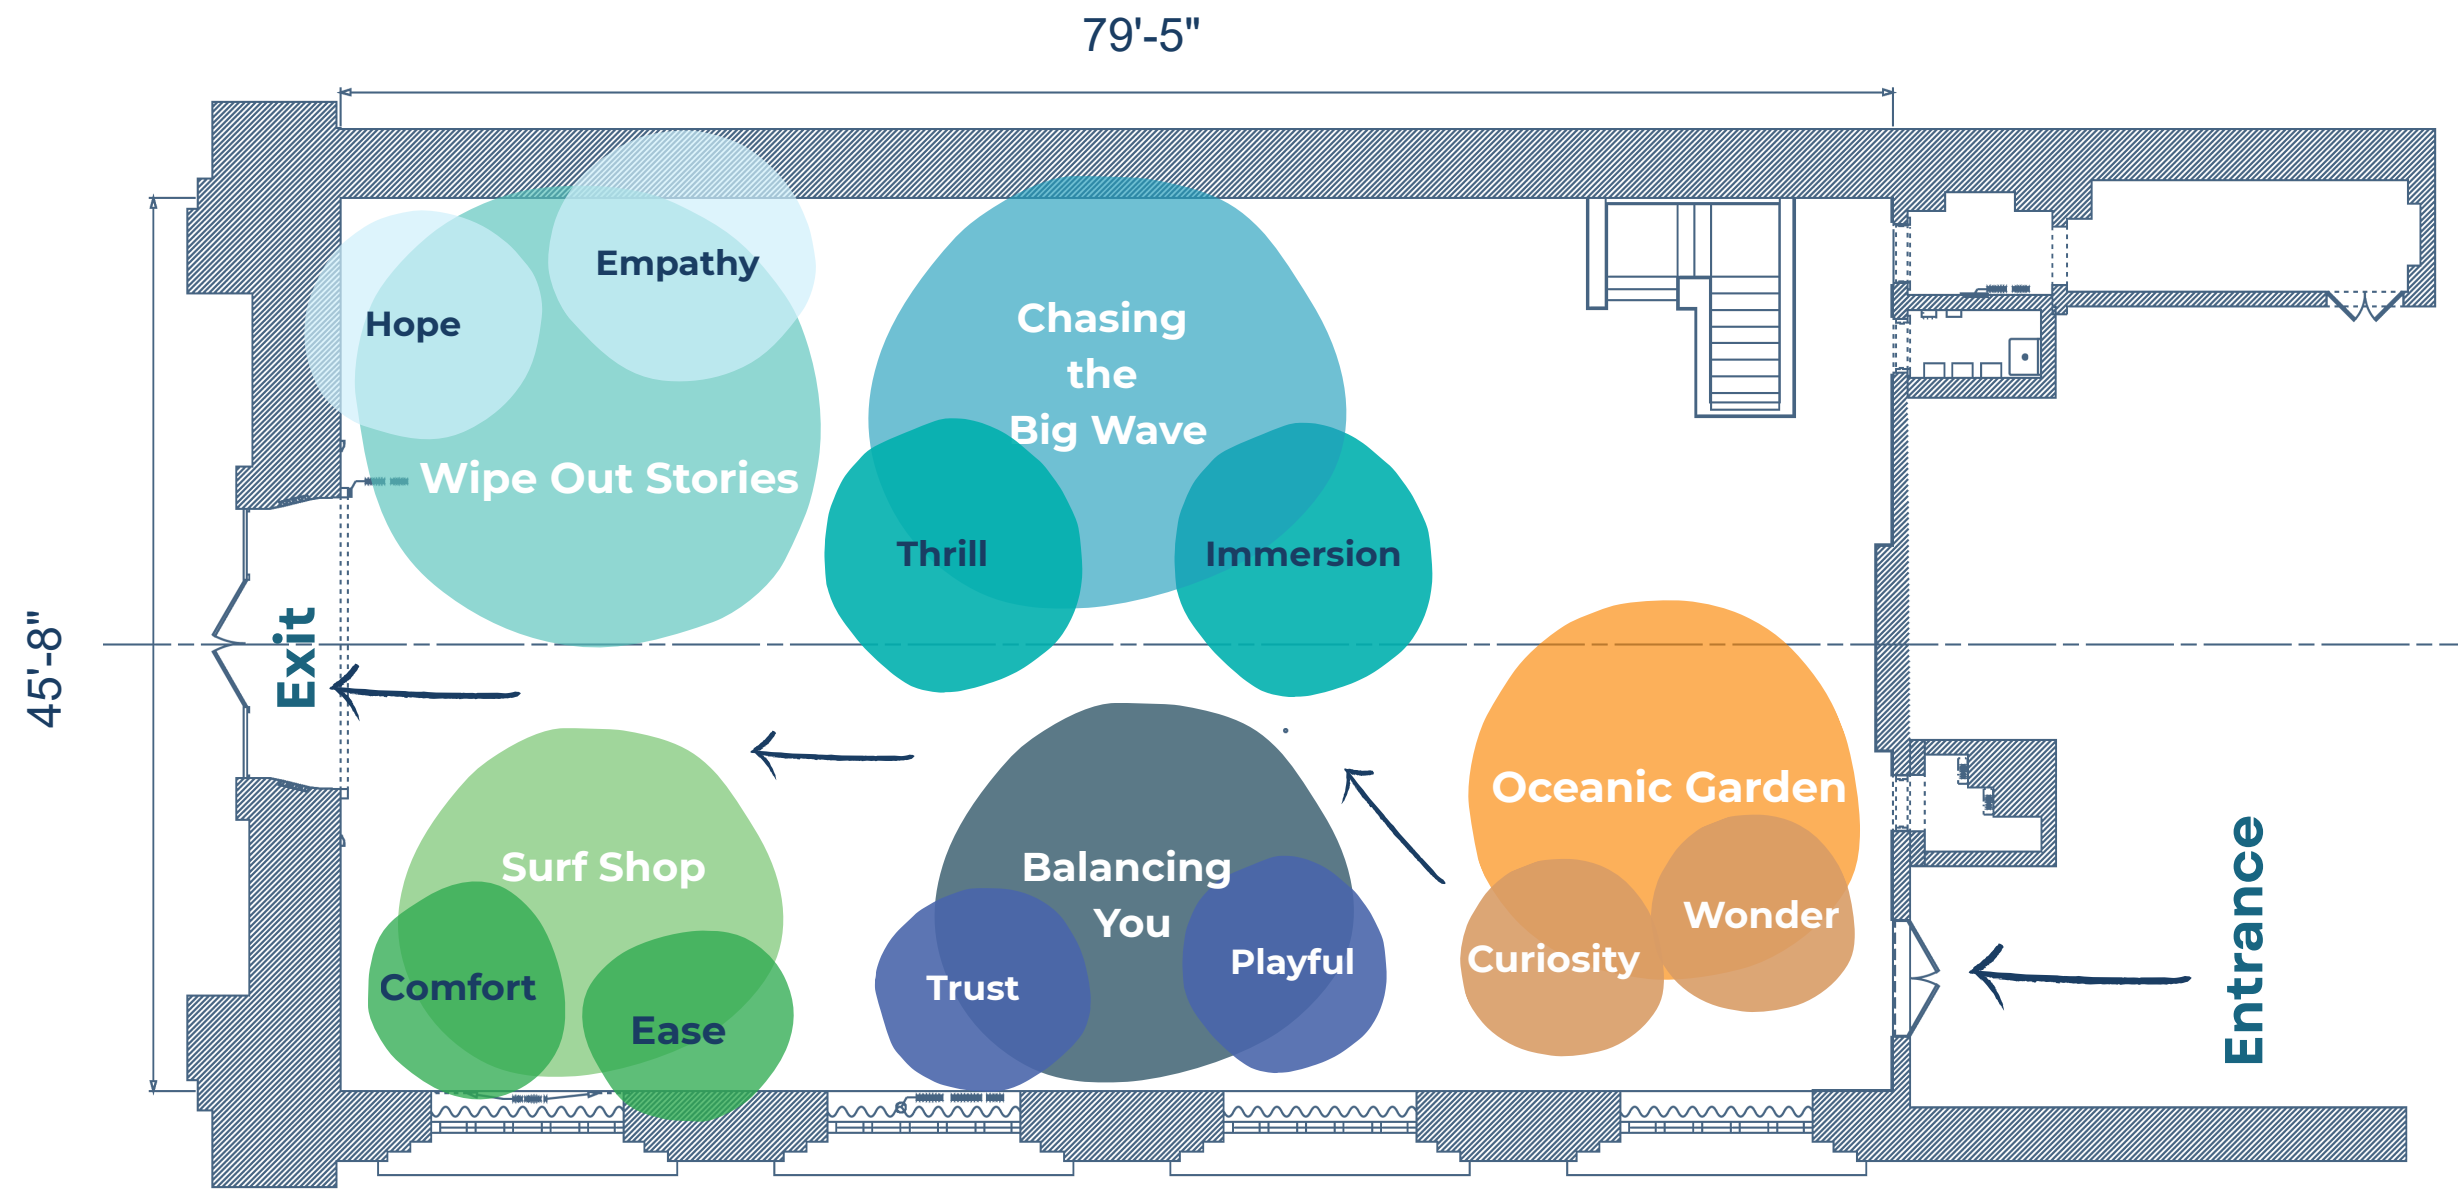 79'-5"
45'-8"
Empathy
Hope
Wipe Out Stories
Chasing
the
Big Wave
Thrill
Immersion
Exit
Oceanic Garden
Curiosity
Wonder
Balancing
You
Trust
Playful
Surf Shop
Comfort
Ease
Entrance